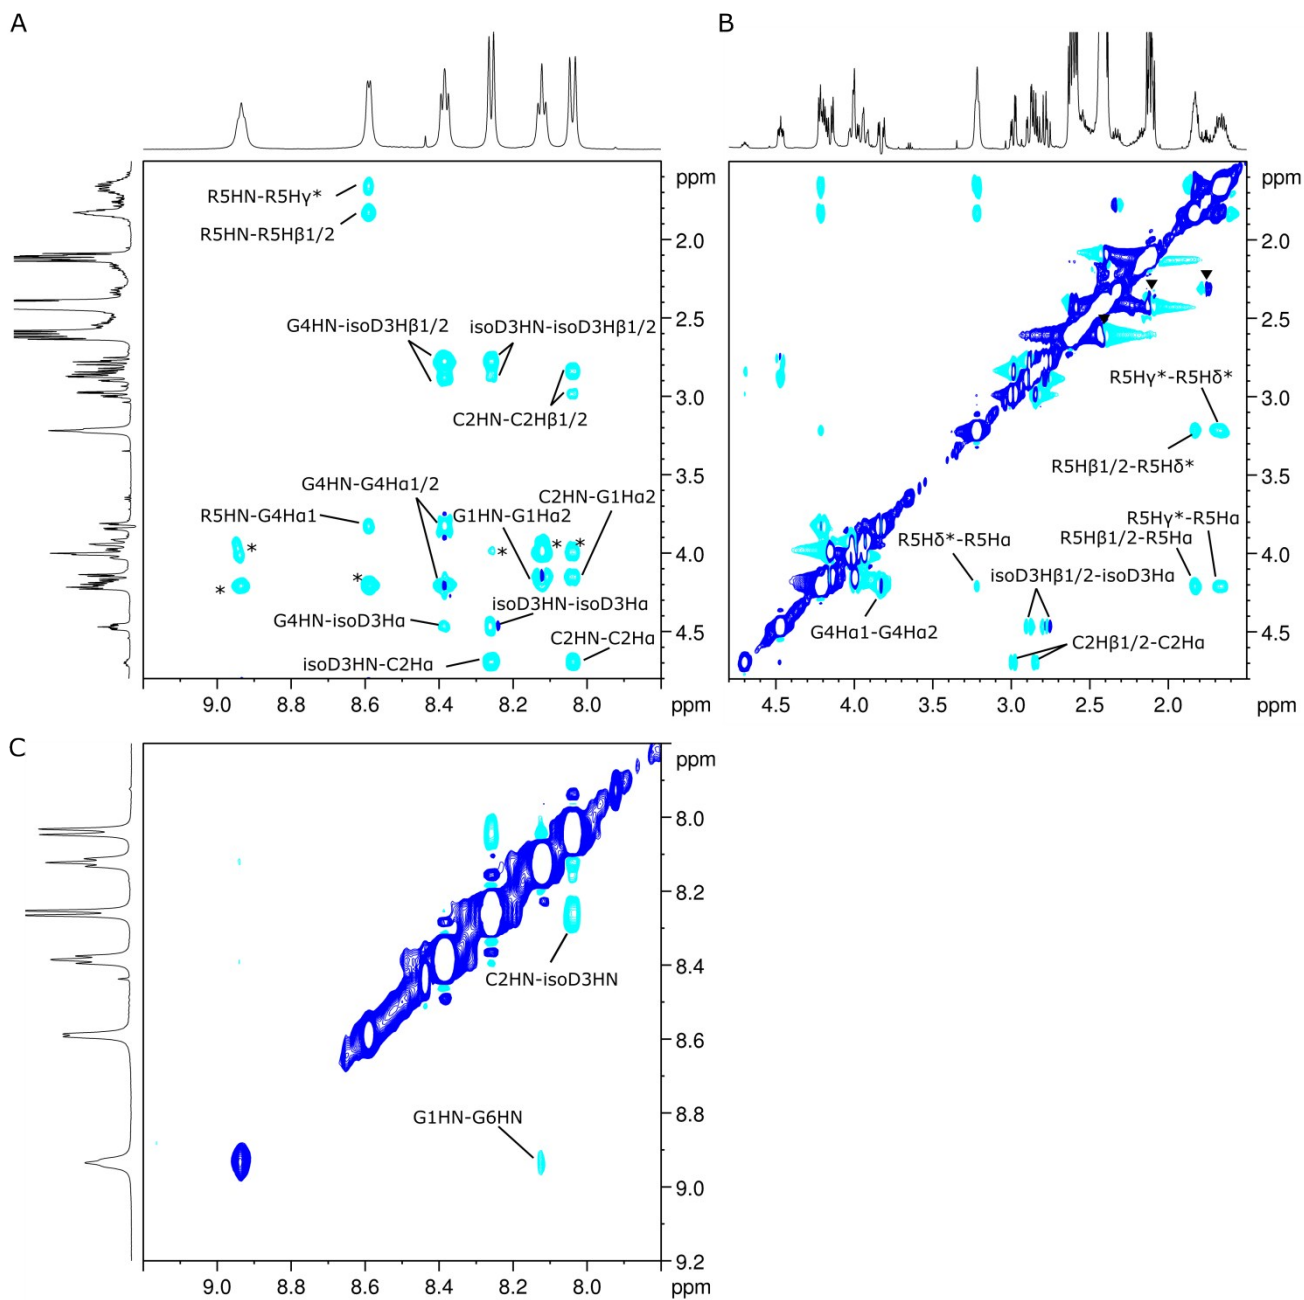 A
B
ppm
ppm
R5HN-R5Hγ*
R5HN-R5Hβ1/2
2.0
2.0
G4HN-isoD3Hβ1/2
isoD3HN-isoD3Hβ1/2
2.5
2.5
R5Hγ*-R5Hδ*
C2HN-C2Hβ1/2
3.0
3.0
R5Hβ1/2-R5Hδ*
G4HN-G4Hα1/2
C2HN-G1Hα2
R5HN-G4Hα1
G1HN-G1Hα2
3.5
3.5
R5Hγ*-R5Hα
R5Hδ*-R5Hα
R5Hβ1/2-R5Hα
* * * *
4.0
4.0
isoD3Hβ1/2-isoD3Hα
* *
isoD3HN-isoD3Hα
G4HN-isoD3Hα
G4Hα1-G4Hα2
C2HN-C2Hα
4.5
4.5
isoD3HN-C2Hα
C2Hβ1/2-C2Hα
9.0 8.8 8.6 8.4 8.2 8.0 ppm
4.5 4.0 3.5 3.0 2.5 2.0 ppm
C
ppm
8.0
8.2
C2HN-isoD3HN
8.4
8.6
G1HN-G6HN
8.8
9.0
9.2
9.0 8.8 8.6 8.4 8.2 8.0 ppm